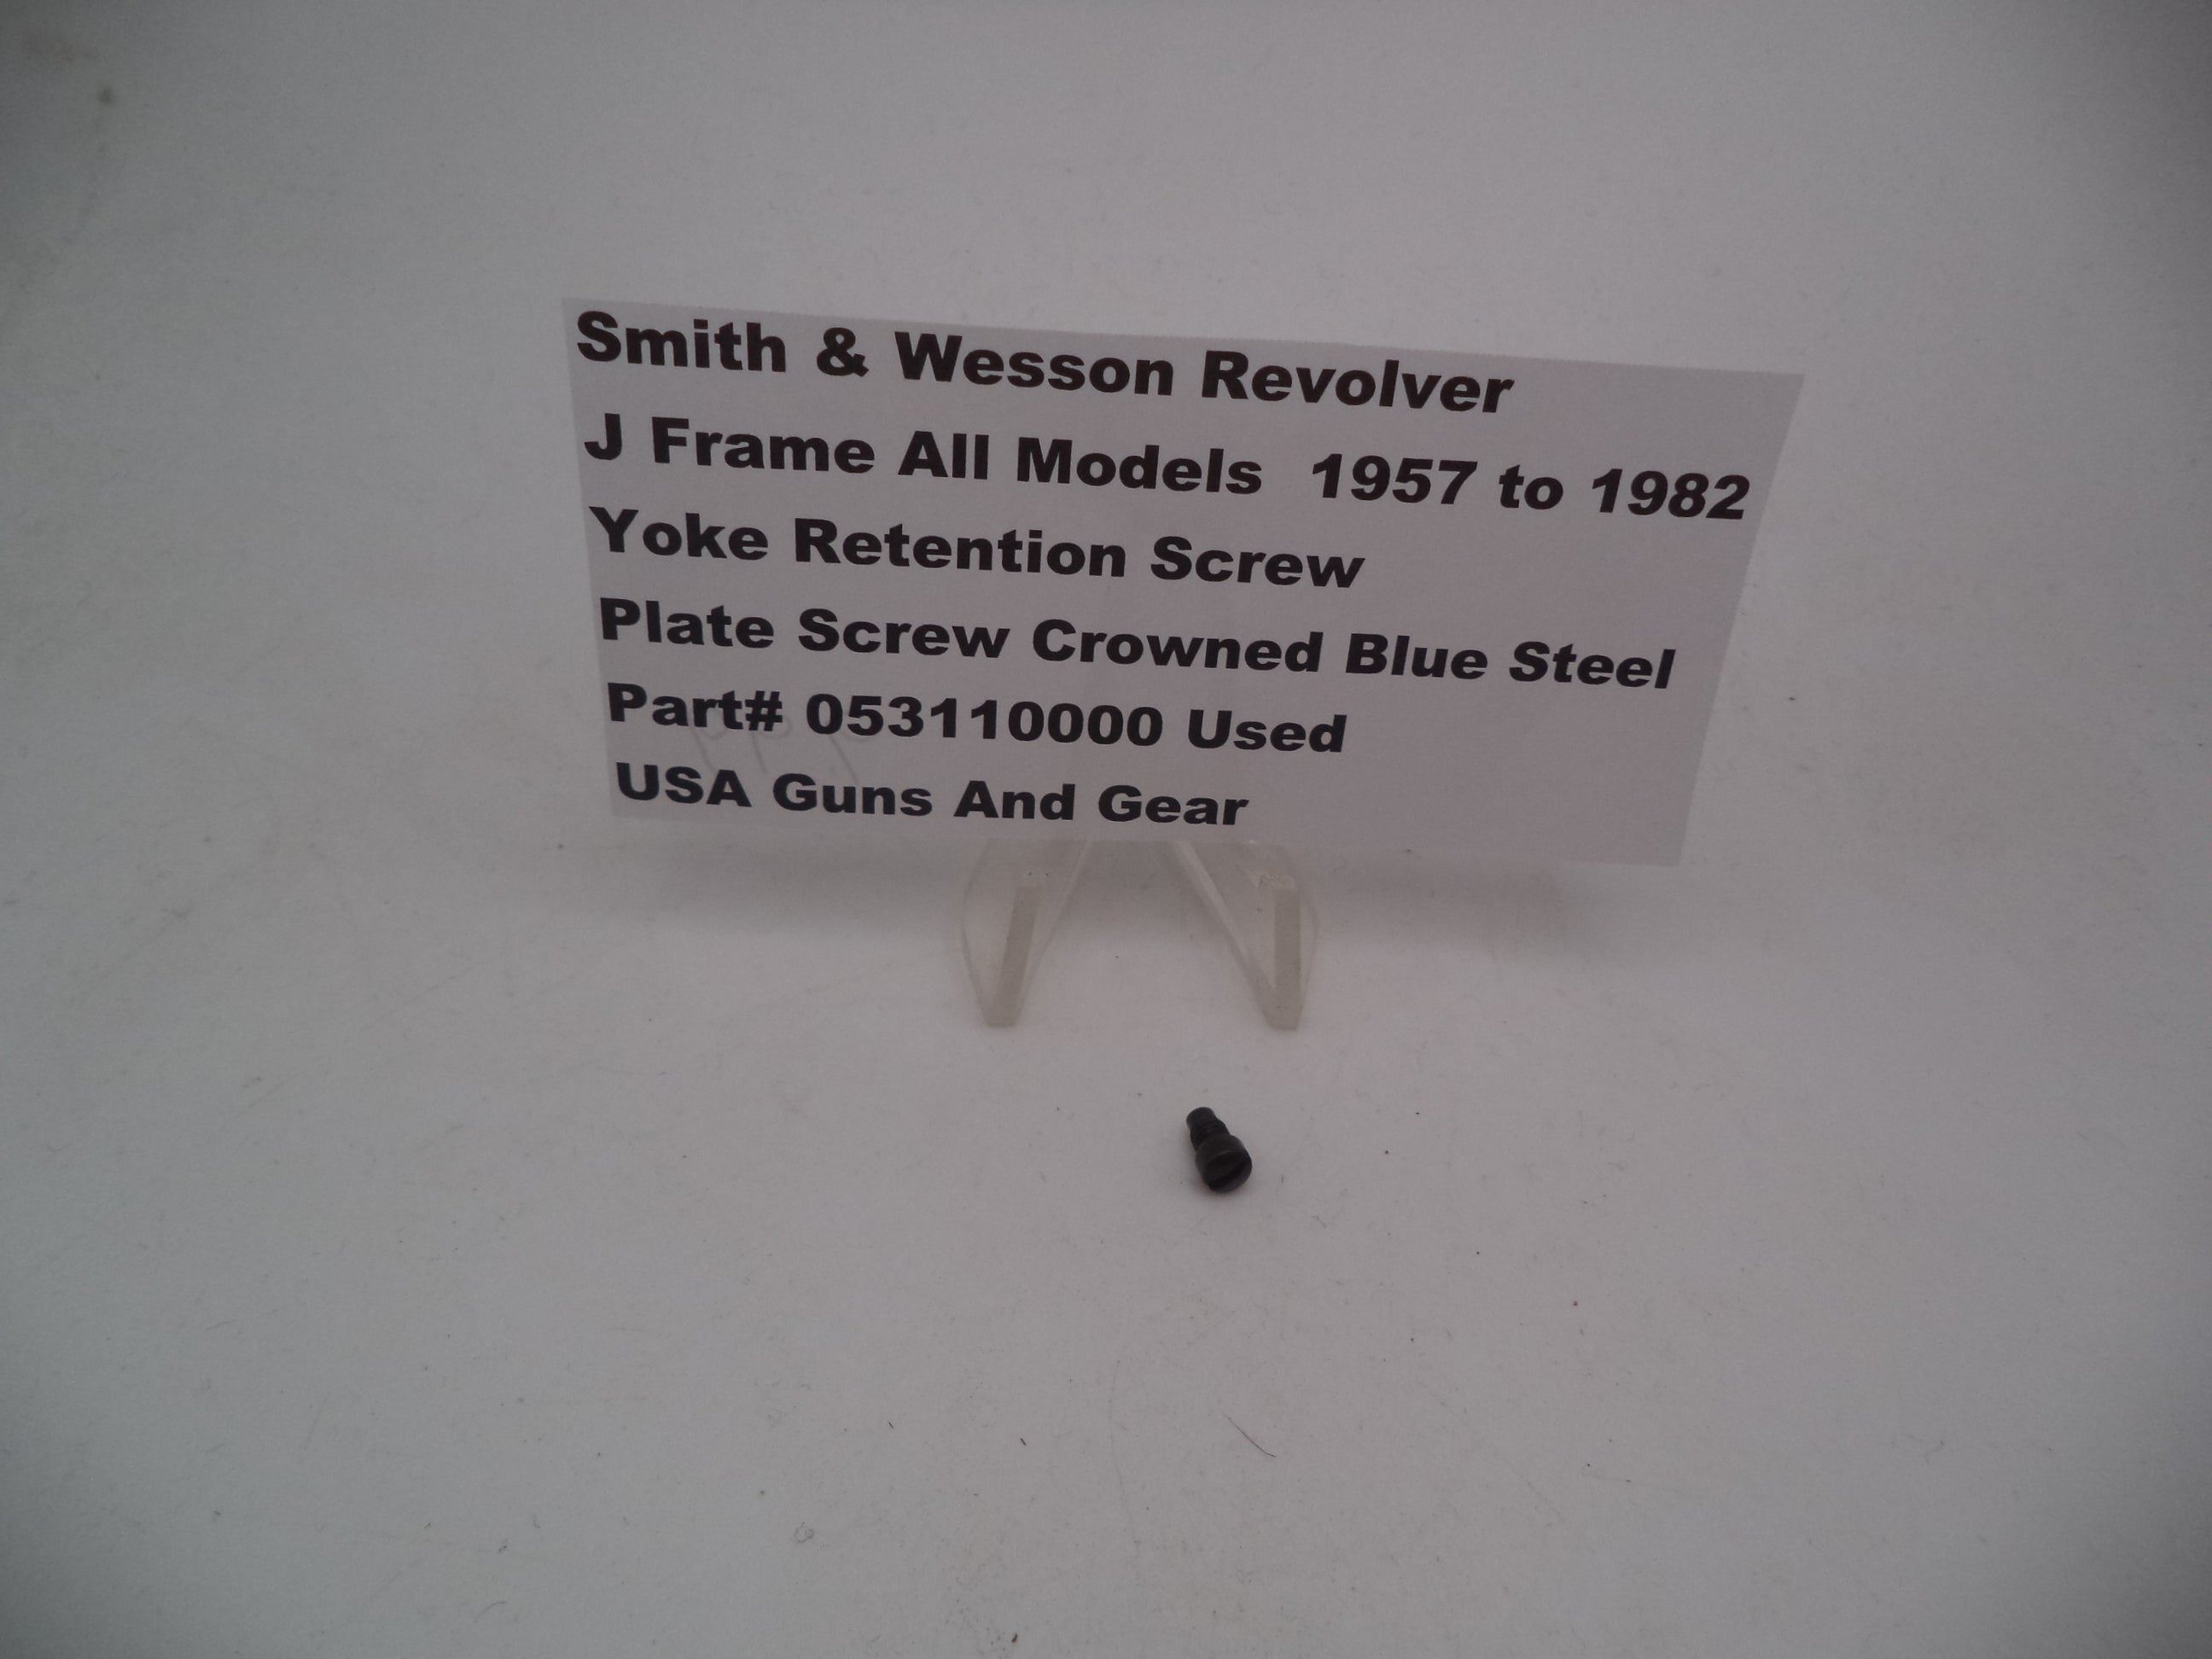 Smith & Wesson Revolver
J Frame All Models 1957 to 1982
Yoke Retention Screw
Plate Screw Crowned Blue Steel
Part# 053110000 Used
USA Guns And Gear